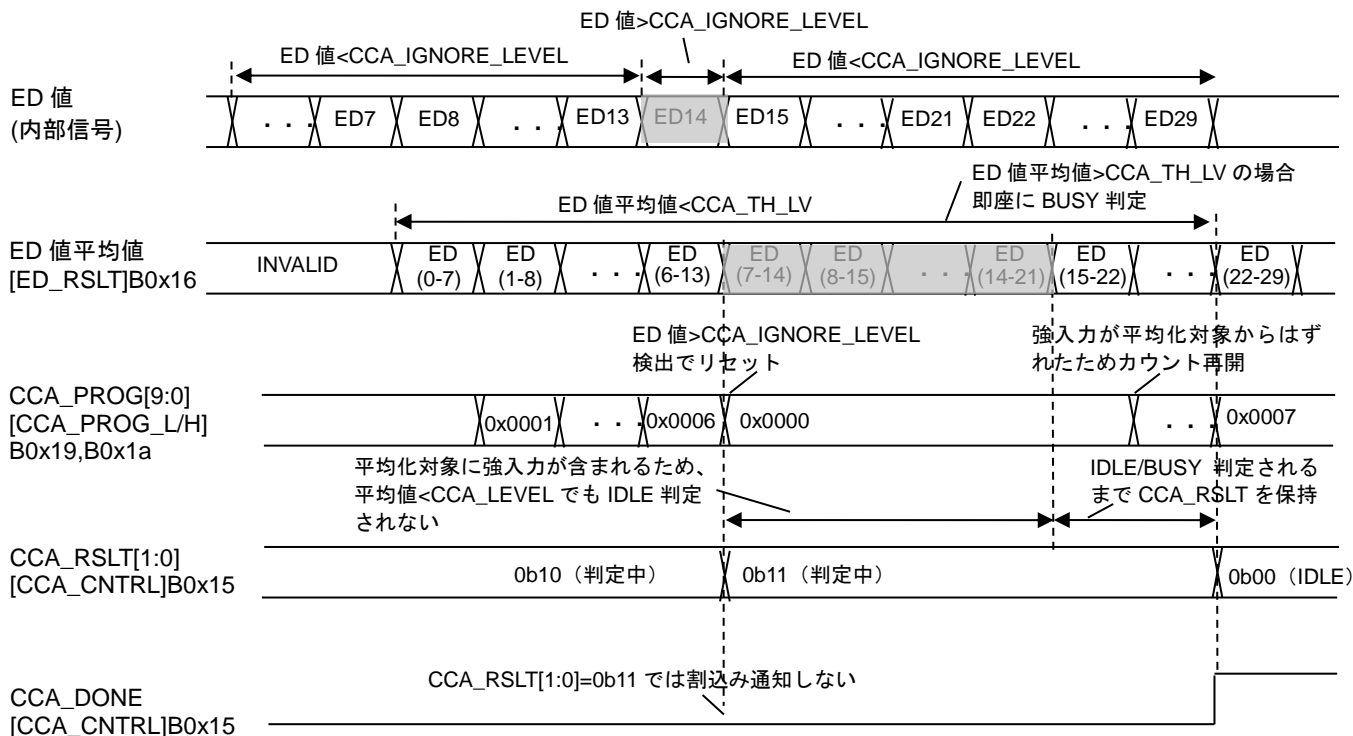 ED 値>CCA_IGNORE_LEVEL
ED 値<CCA_IGNORE_LEVEL
ED 値<CCA_IGNORE_LEVEL
ED 値
(内部信号)
. . . ED7 ED8 . . . ED13 ED14 ED15 . . . ED21 ED22 . . . ED29
ED 値平均値>CCA_TH_LV の場合
即座に BUSY 判定
ED 値平均値<CCA_TH_LV
ED 値平均値
[ED_RSLT]B0x16
INVALID
ED
(0-7)
ED
(1-8)
. . .
ED
(6-13)
ED
(7-14)
ED
(8-15)
. . .
ED
(14-21)
ED
(15-22)
. . .
ED
(22-29)
ED 値>CCA_IGNORE_LEVEL
検出でリセット
強入力が平均化対象からはず
れたためカウント再開
CCA_PROG[9:0]
[CCA_PROG_L/H]
B0x19,B0x1a
0x0001 . . . 0x0006 0x0000 . . . 0x0007
平均化対象に強入力が含まれるため、
平均値<CCA_LEVEL でも IDLE 判定
されない
IDLE/BUSY 判定される
まで CCA_RSLT を保持
CCA_RSLT[1:0]
[CCA_CNTRL]B0x15
0b10（判定中） 0b11（判定中） 0b00（IDLE）
CCA_RSLT[1:0]=0b11 では割込み通知しない
CCA_DONE
[CCA_CNTRL]B0x15